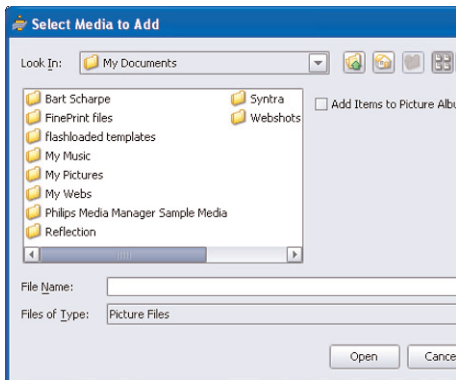 Select Media to Add
Look In: My Documents
Bart Scharpe
FinePrint files
flashloaded templates
My Music
My Pictures
My Webs
Philips Media Manager Sample Media
Reflection
Syntra
Webshots
Add Items to Picture Albu
File Name:
Files of Type: Picture Files
Open Cance